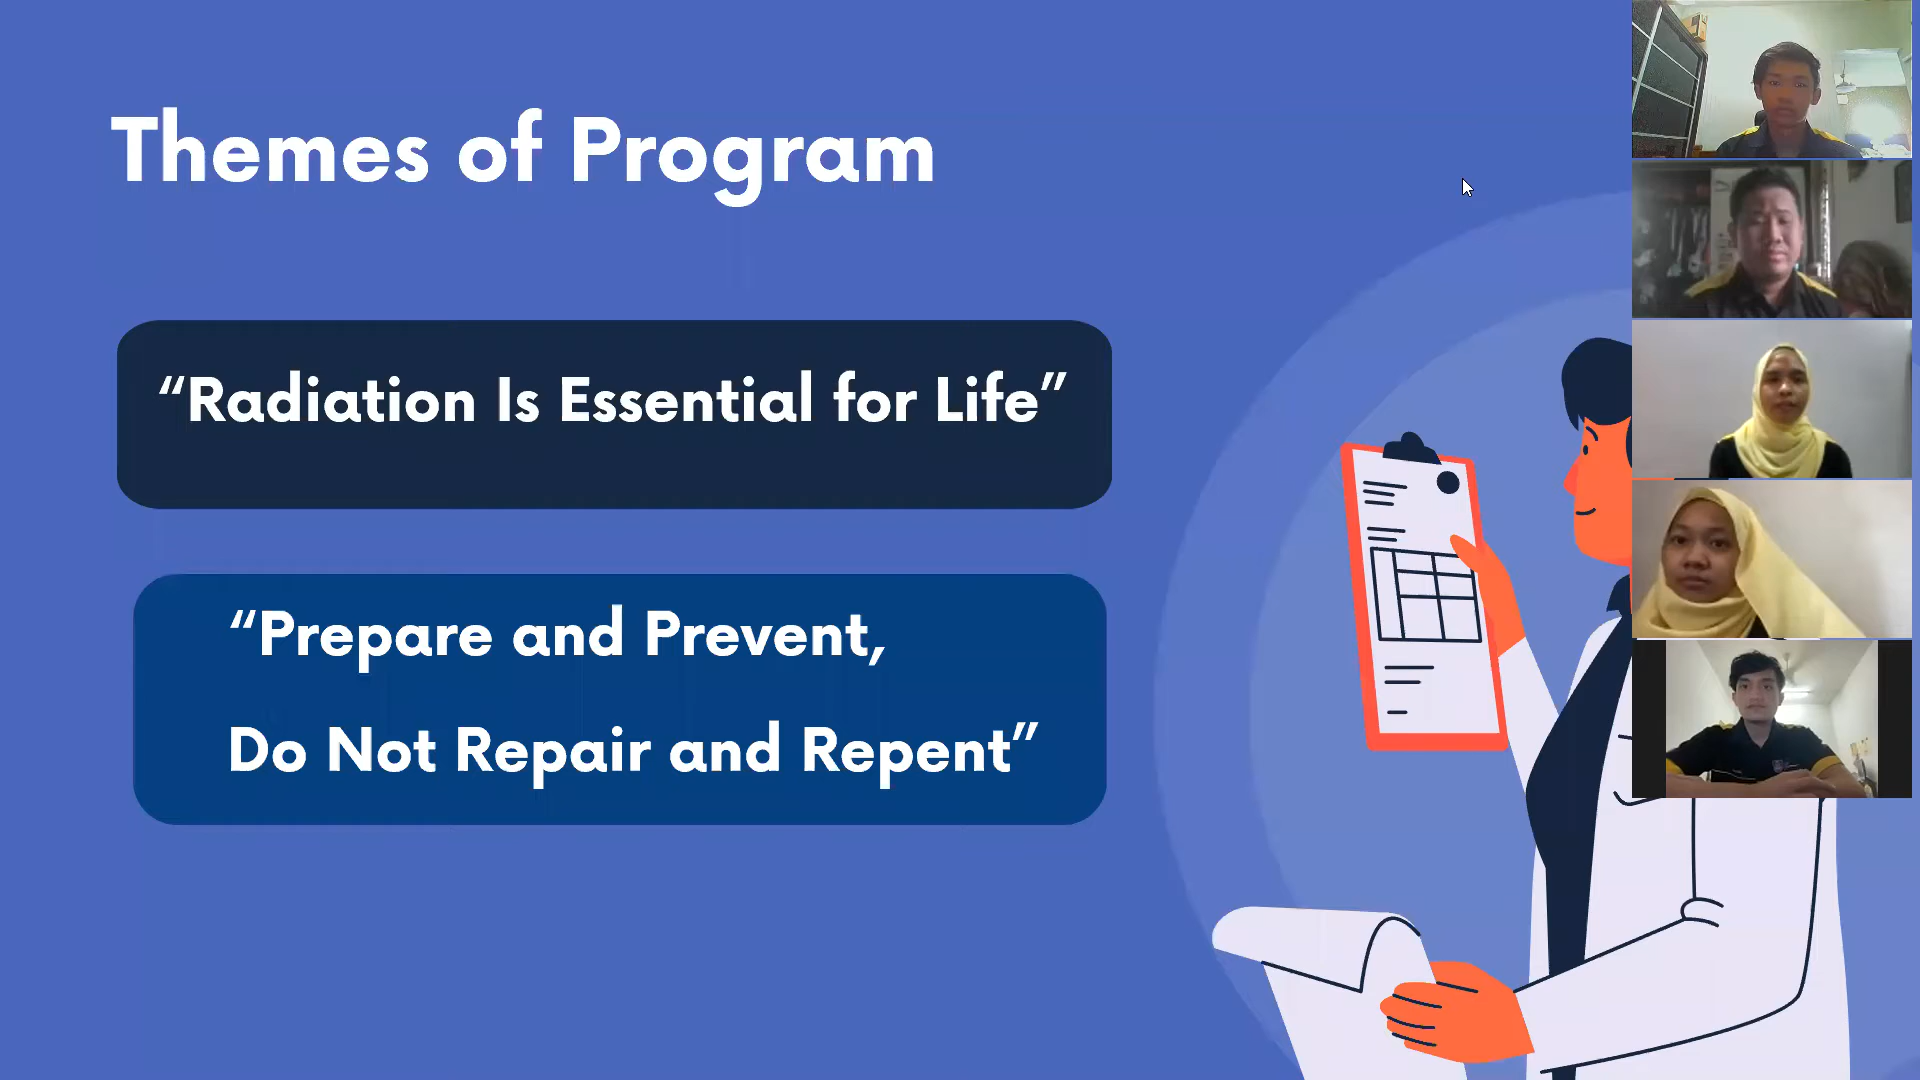 Themes of Program
“Radiation Is Essential for Life”
“Prepare and Prevent,
Do Not Repair and Repent”